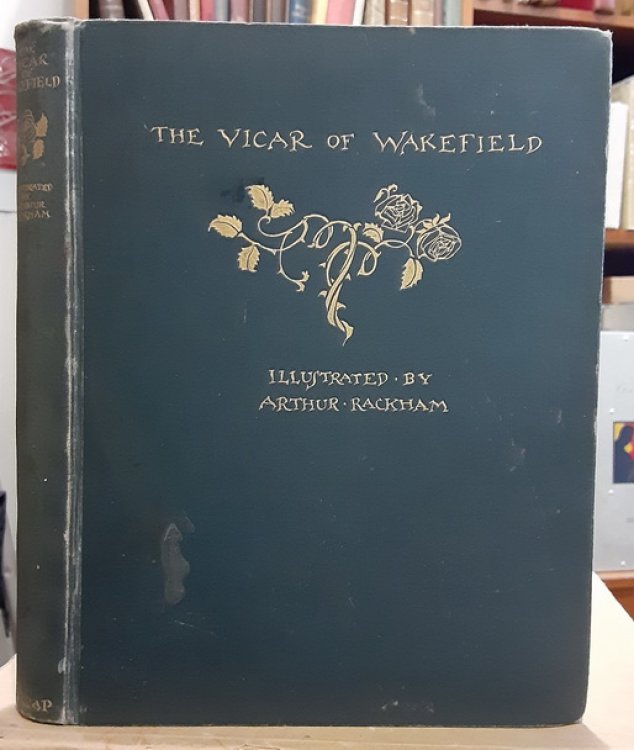 THE VICAR OF WAKEFIELD
ILLUSTRATED · BY
ARTHUR · RACKHAM